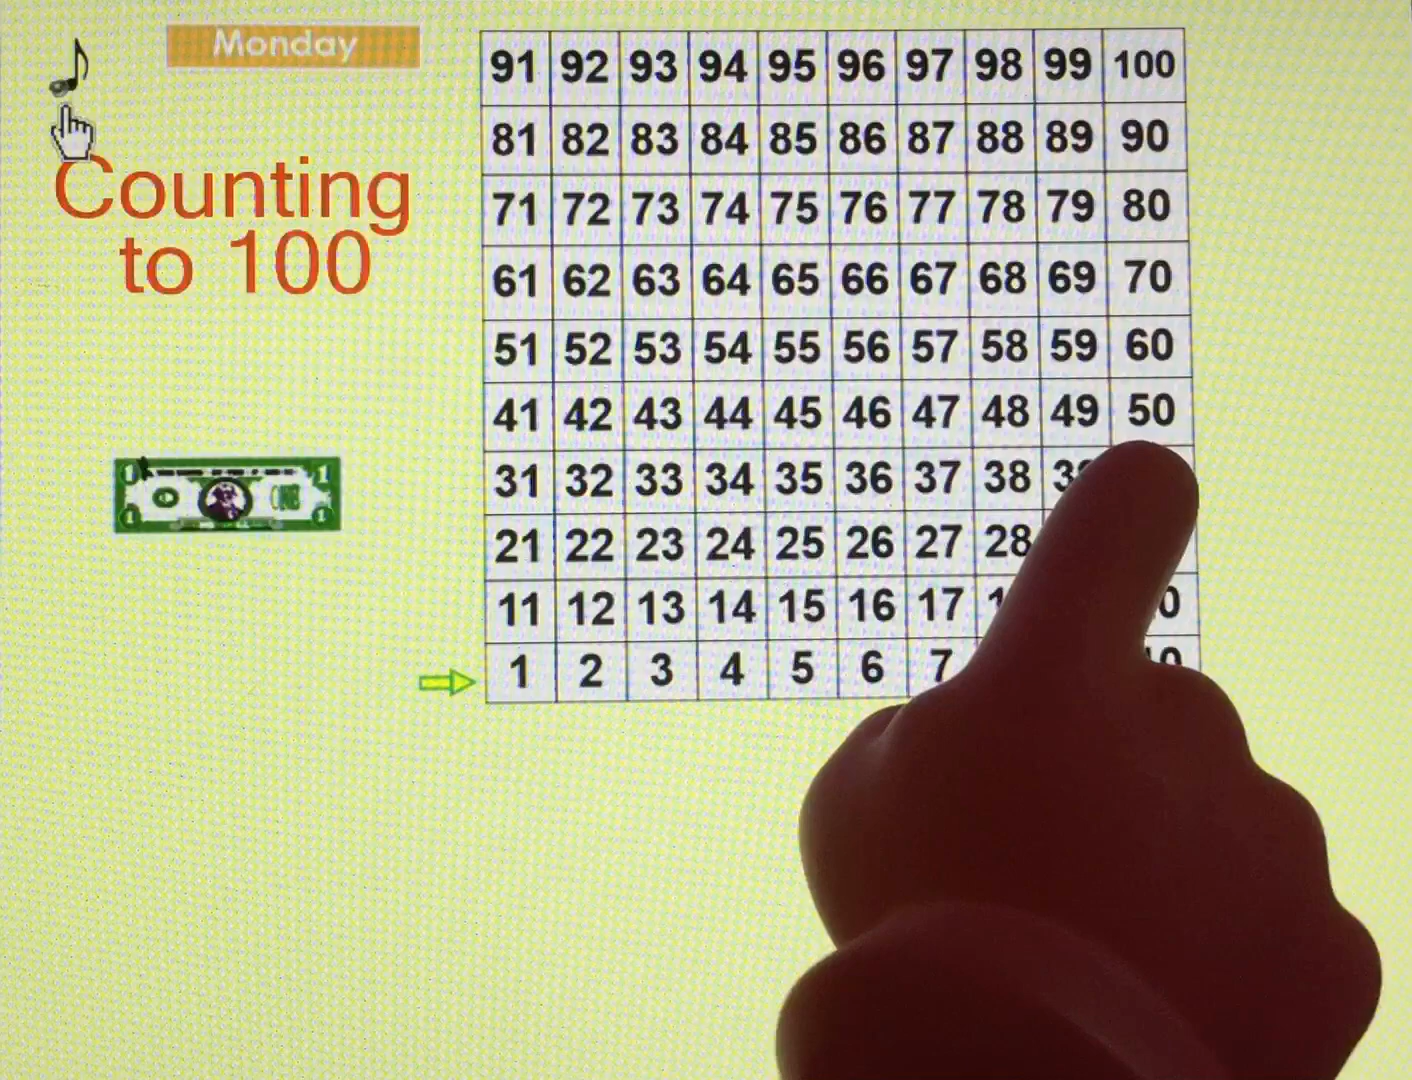 Monday
Counting
to 100
91 92 93 94 95 96 97 98 99 100
81 82 83 84 85 86 87 88 89 90
71 72 73 74 75 76 77 78 79 80
61 62 63 64 65 66 67 68 69 70
51 52 53 54 55 56 57 58 59 60
41 42 43 44 45 46 47 48 49 50
31 32 33 34 35 36 37 38
21 22 23 24 25 26 27 28
11 12 13 14 15 16 17
1 2 3 4 5 6 7
1 1
1 1